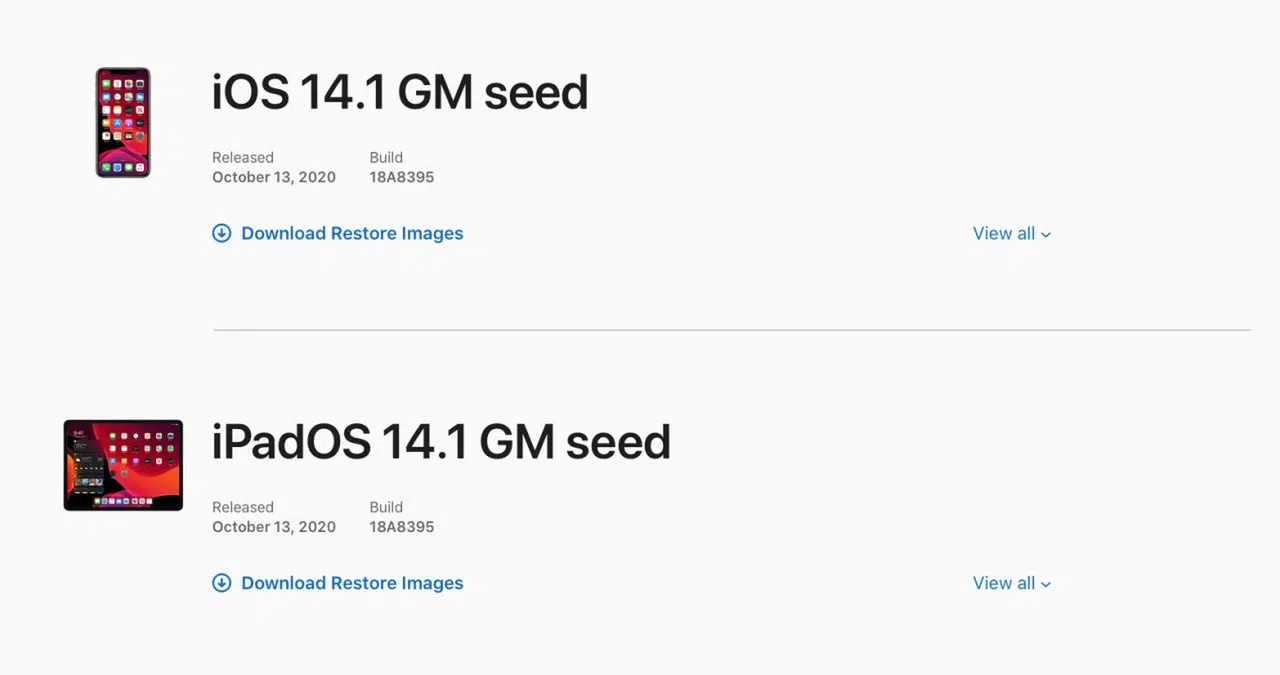 iOS 14.1 GM seed
Released Build
October 13, 2020 18A8395
Download Restore Images View all
iPadOS 14.1 GM seed
Released Build
October 13, 2020 18A8395
Download Restore Images View all